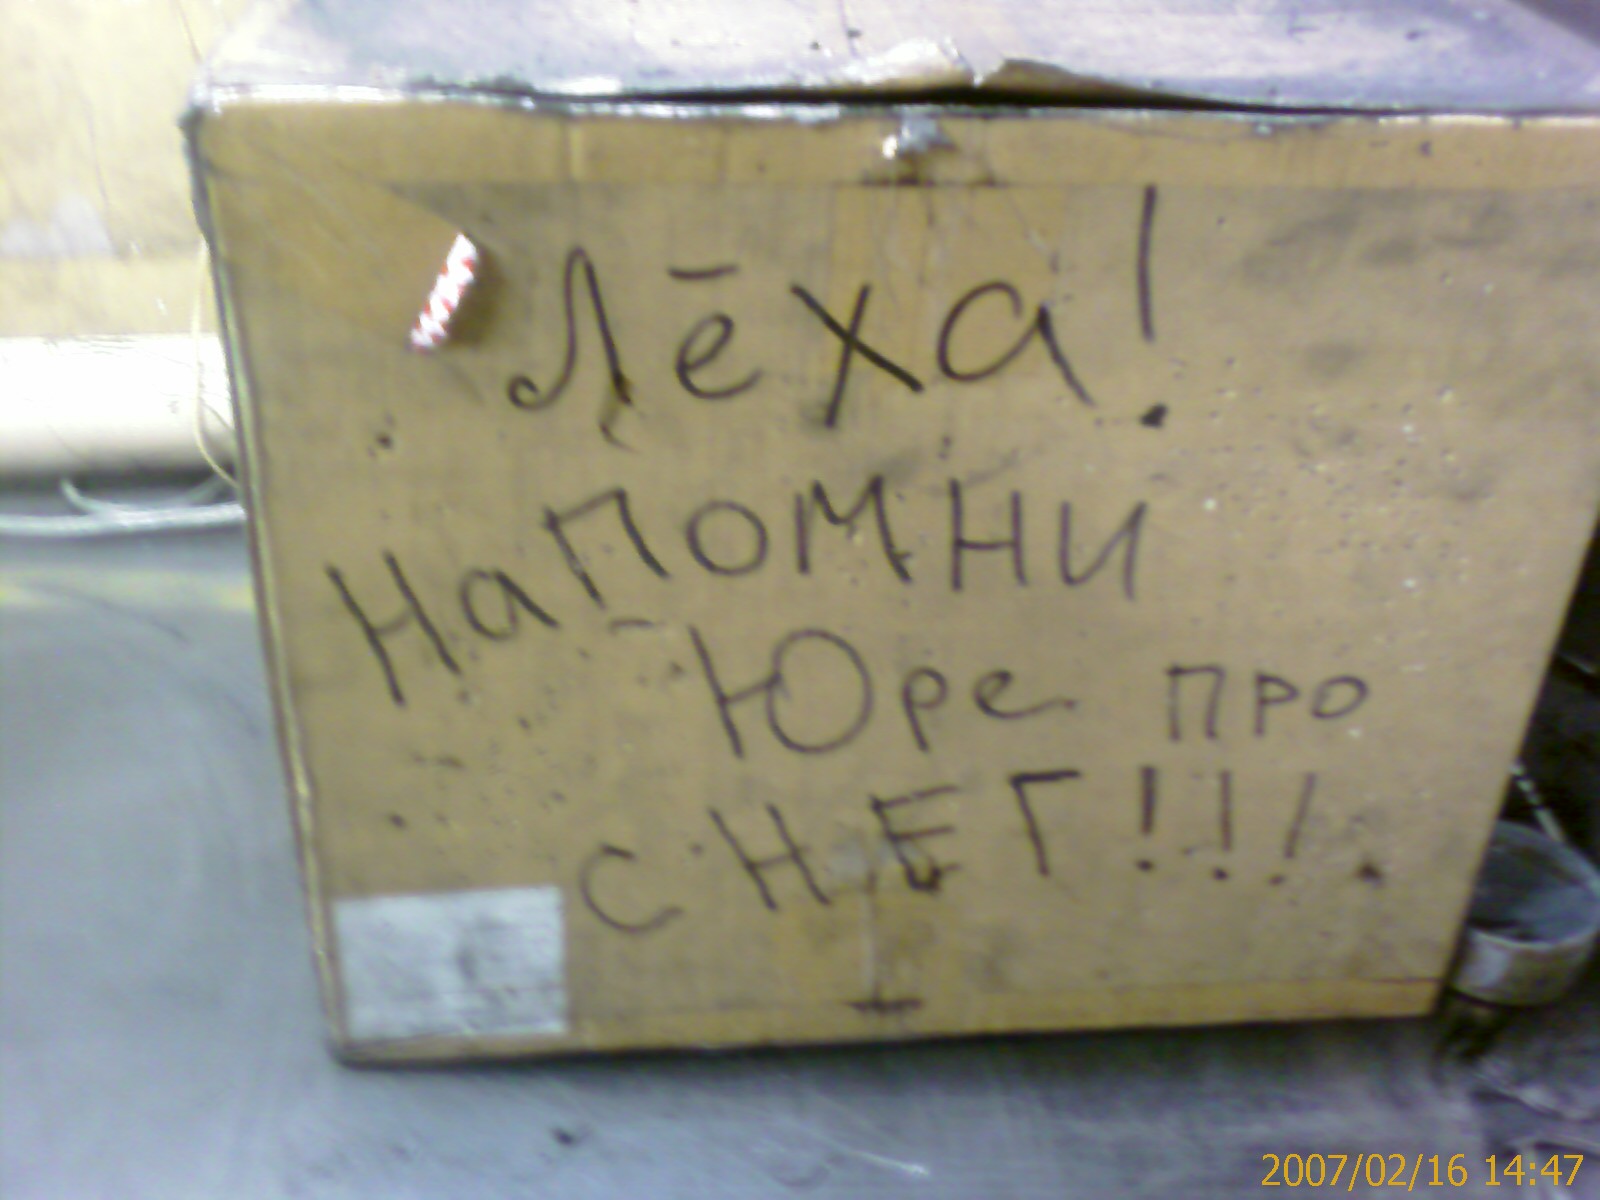 Лёха!
Напомни
Юре про
СНЕГ!!!
2007/02/16 14:47